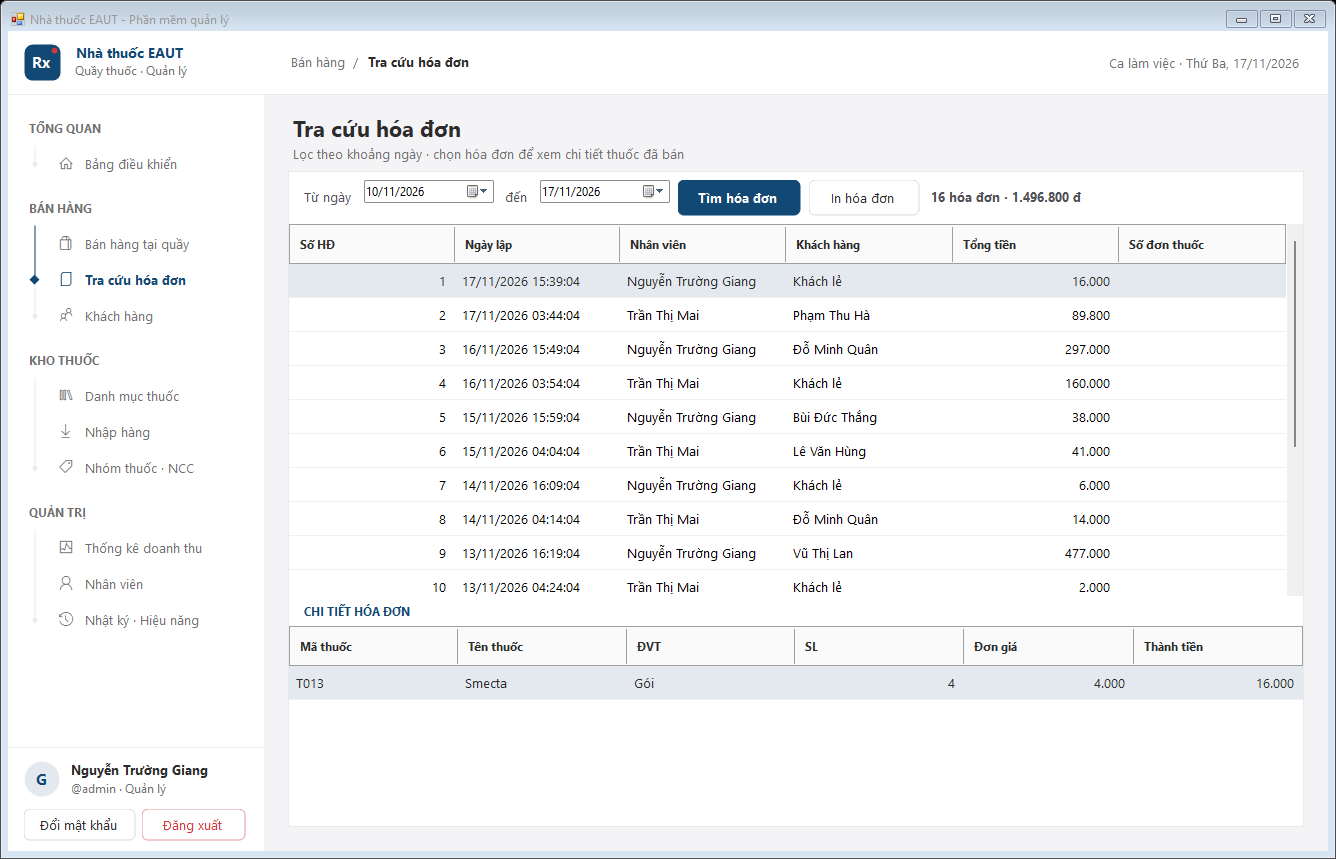 Nhà thuốc EAUT - Phần mềm quản lý
Rx
Nhà thuốc EAUT
Quầy thuốc · Quản lý
Bán hàng / Tra cứu hóa đơn
Ca làm việc · Thứ Ba, 17/11/2026
TỔNG QUAN
Bảng điều khiển
BÁN HÀNG
Bán hàng tại quầy
Tra cứu hóa đơn
Khách hàng
KHO THUỐC
Danh mục thuốc
Nhập hàng
Nhóm thuốc · NCC
QUẢN TRỊ
Thống kê doanh thu
Nhân viên
Nhật ký · Hiệu năng
G
Nguyễn Trường Giang
@admin · Quản lý
Đổi mật khẩu Đăng xuất
Tra cứu hóa đơn
Lọc theo khoảng ngày · chọn hóa đơn để xem chi tiết thuốc đã bán
Từ ngày 10/11/2026 đến 17/11/2026 Tìm hóa đơn In hóa đơn 16 hóa đơn · 1.496.800 đ
Số HĐ Ngày lập Nhân viên Khách hàng Tổng tiền Số đơn thuốc
1 17/11/2026 15:39:04 Nguyễn Trường Giang Khách lẻ 16.000
2 17/11/2026 03:44:04 Trần Thị Mai Phạm Thu Hà 89.800
3 16/11/2026 15:49:04 Nguyễn Trường Giang Đỗ Minh Quân 297.000
4 16/11/2026 03:54:04 Trần Thị Mai Khách lẻ 160.000
5 15/11/2026 15:59:04 Nguyễn Trường Giang Bùi Đức Thắng 38.000
6 15/11/2026 04:04:04 Trần Thị Mai Lê Văn Hùng 41.000
7 14/11/2026 16:09:04 Nguyễn Trường Giang Khách lẻ 6.000
8 14/11/2026 04:14:04 Trần Thị Mai Đỗ Minh Quân 14.000
9 13/11/2026 16:19:04 Nguyễn Trường Giang Vũ Thị Lan 477.000
10 13/11/2026 04:24:04 Trần Thị Mai Khách lẻ 2.000
CHI TIẾT HÓA ĐƠN
Mã thuốc Tên thuốc ĐVT SL Đơn giá Thành tiền
T013 Smecta Gói 4 4.000 16.000